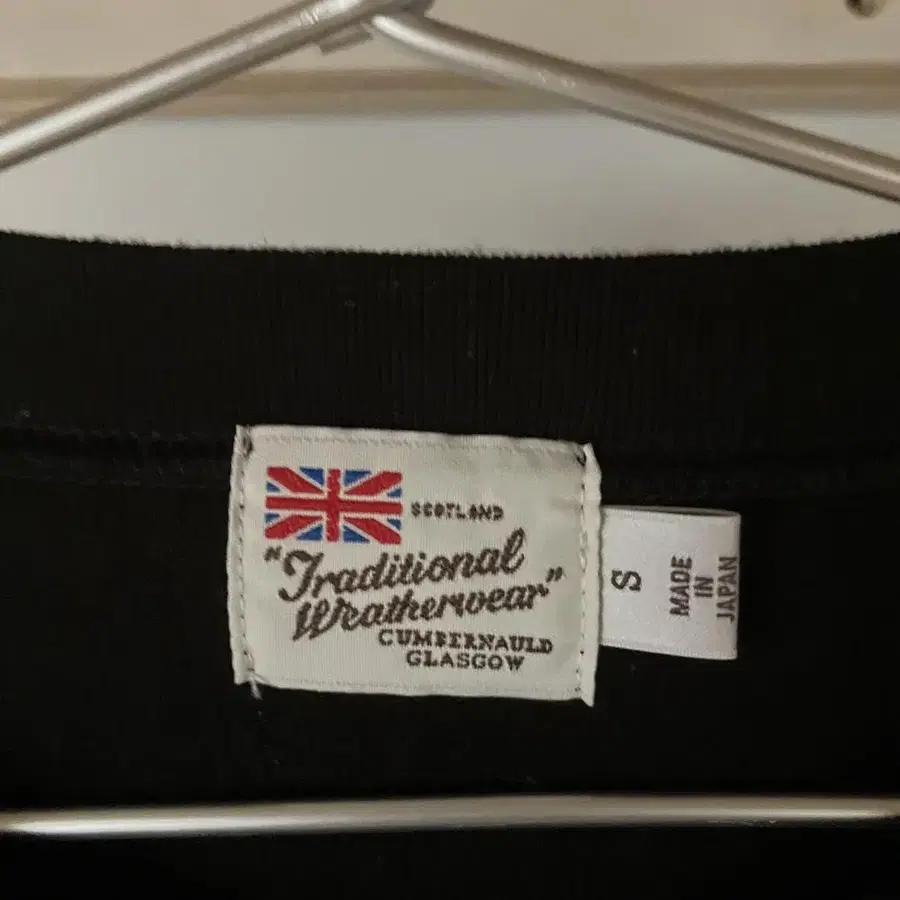 SCOTLAND
"Traditional
Weatherwear"
CUMBERNAULD
GLASGOW
S
MADE
IN
JAPAN